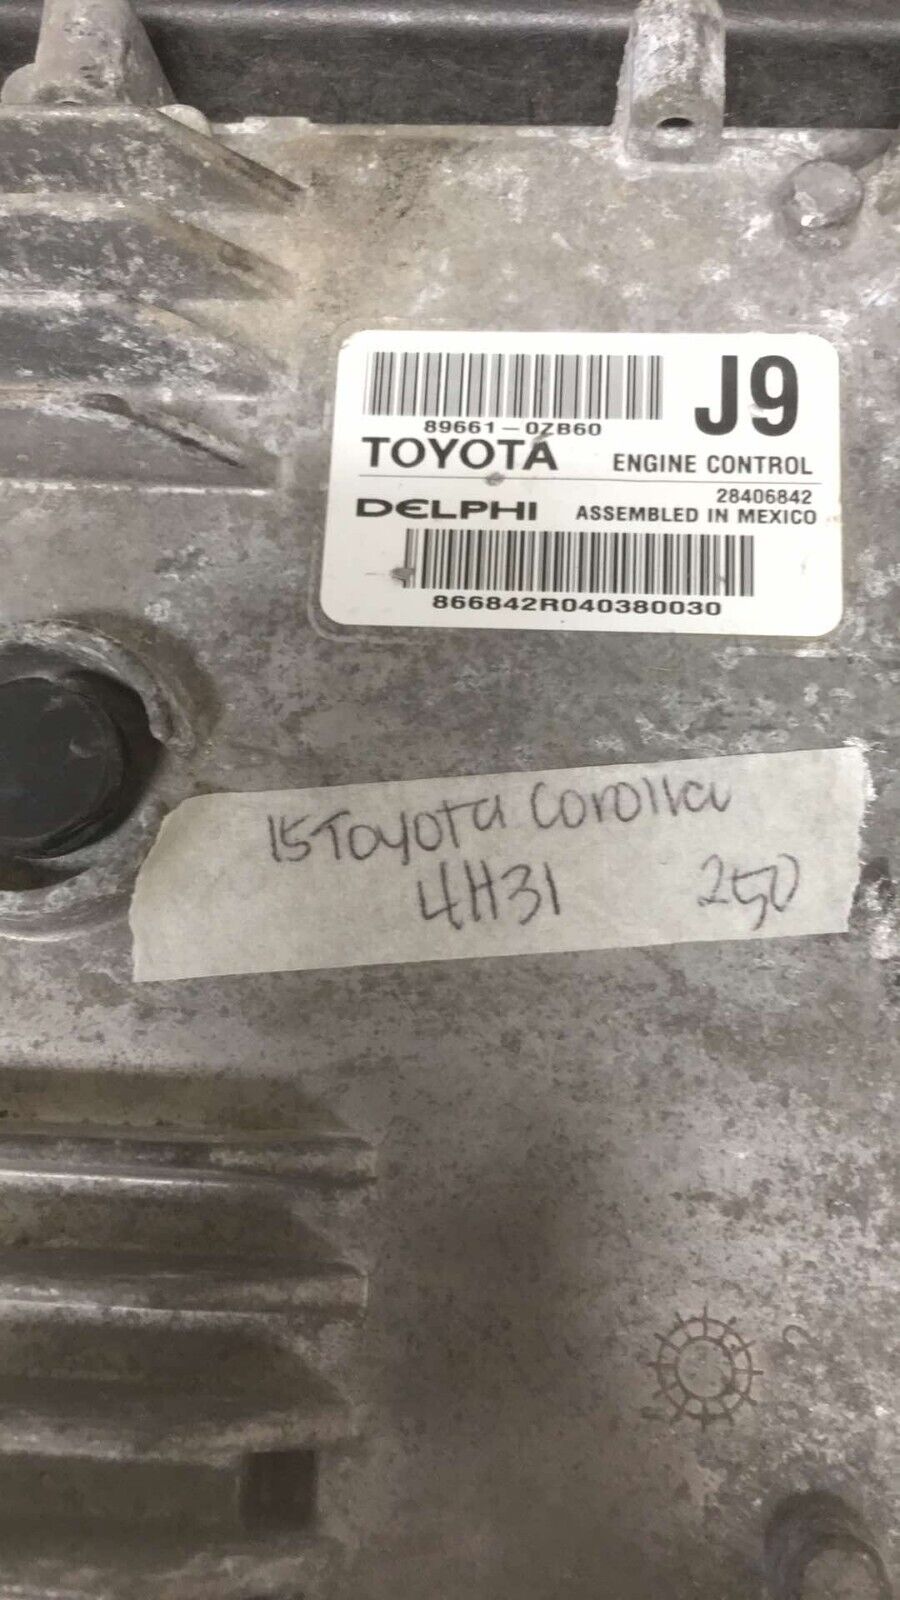 89661-0ZB60
J9
TOYOTA ENGINE CONTROL
28406842
DELPHI ASSEMBLED IN MEXICO
866842R040380030
15 Toyota Corolla
4H31 250